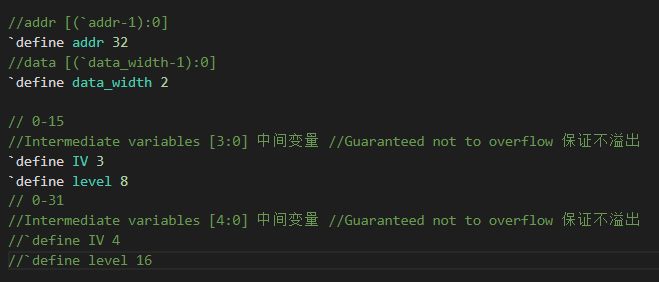 //addr [(`addr-1):0]
`define addr 32
//data [(`data_width-1):0]
`define data_width 2
// 0-15
//Intermediate variables [3:0] 中间变量 //Guaranteed not to overflow 保证不溢出
`define IV 3
`define level 8
// 0-31
//Intermediate variables [4:0] 中间变量 //Guaranteed not to overflow 保证不溢出
//`define IV 4
//`define level 16